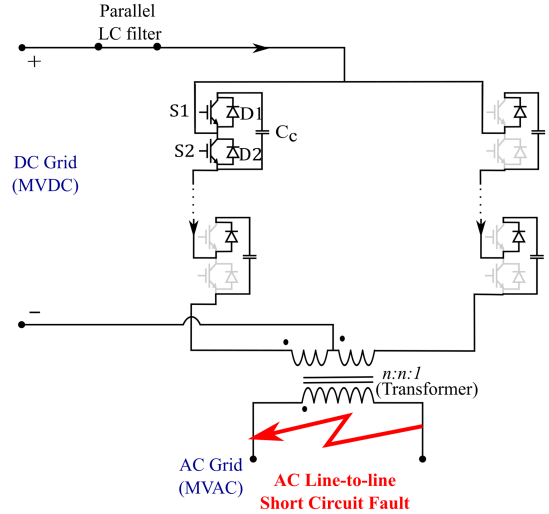 Parallel
LC filter
+
S1
D1
C_c
S2
D2
DC Grid
(MVDC)
−
n:n:1
(Transformer)
AC Grid
(MVAC)
AC Line-to-line
Short Circuit Fault